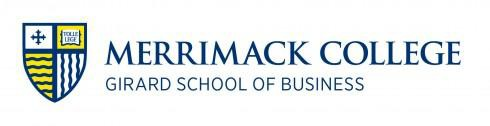 TOLLE
LEGE
MERRIMACK COLLEGE
GIRARD SCHOOL OF BUSINESS